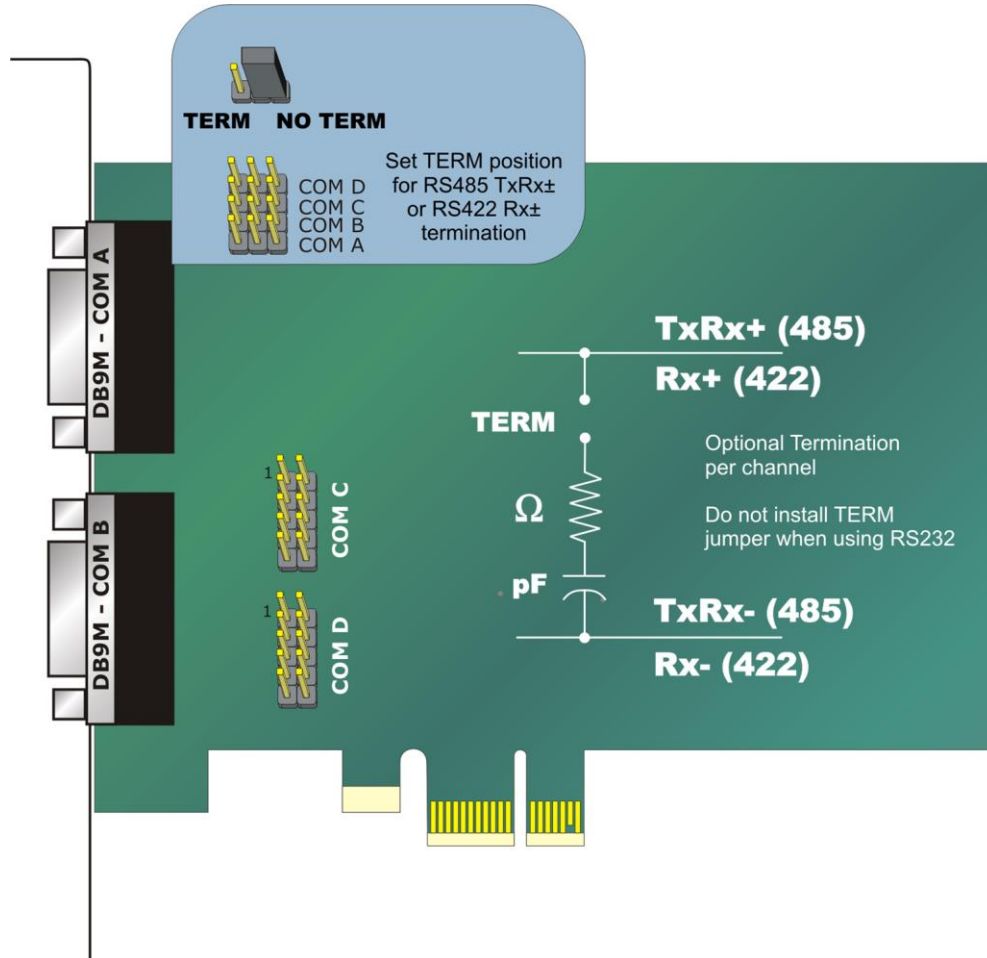 TERM NO TERM
Set TERM position
for RS485 TxRx±
or RS422 Rx±
termination
COM D
COM C
COM B
COM A
DB9M - COM A
DB9M - COM B
1
COM C
1
COM D
TxRx+ (485)
Rx+ (422)
TERM
Ω
pF
Optional Termination
per channel
Do not install TERM
jumper when using RS232
TxRx- (485)
Rx- (422)